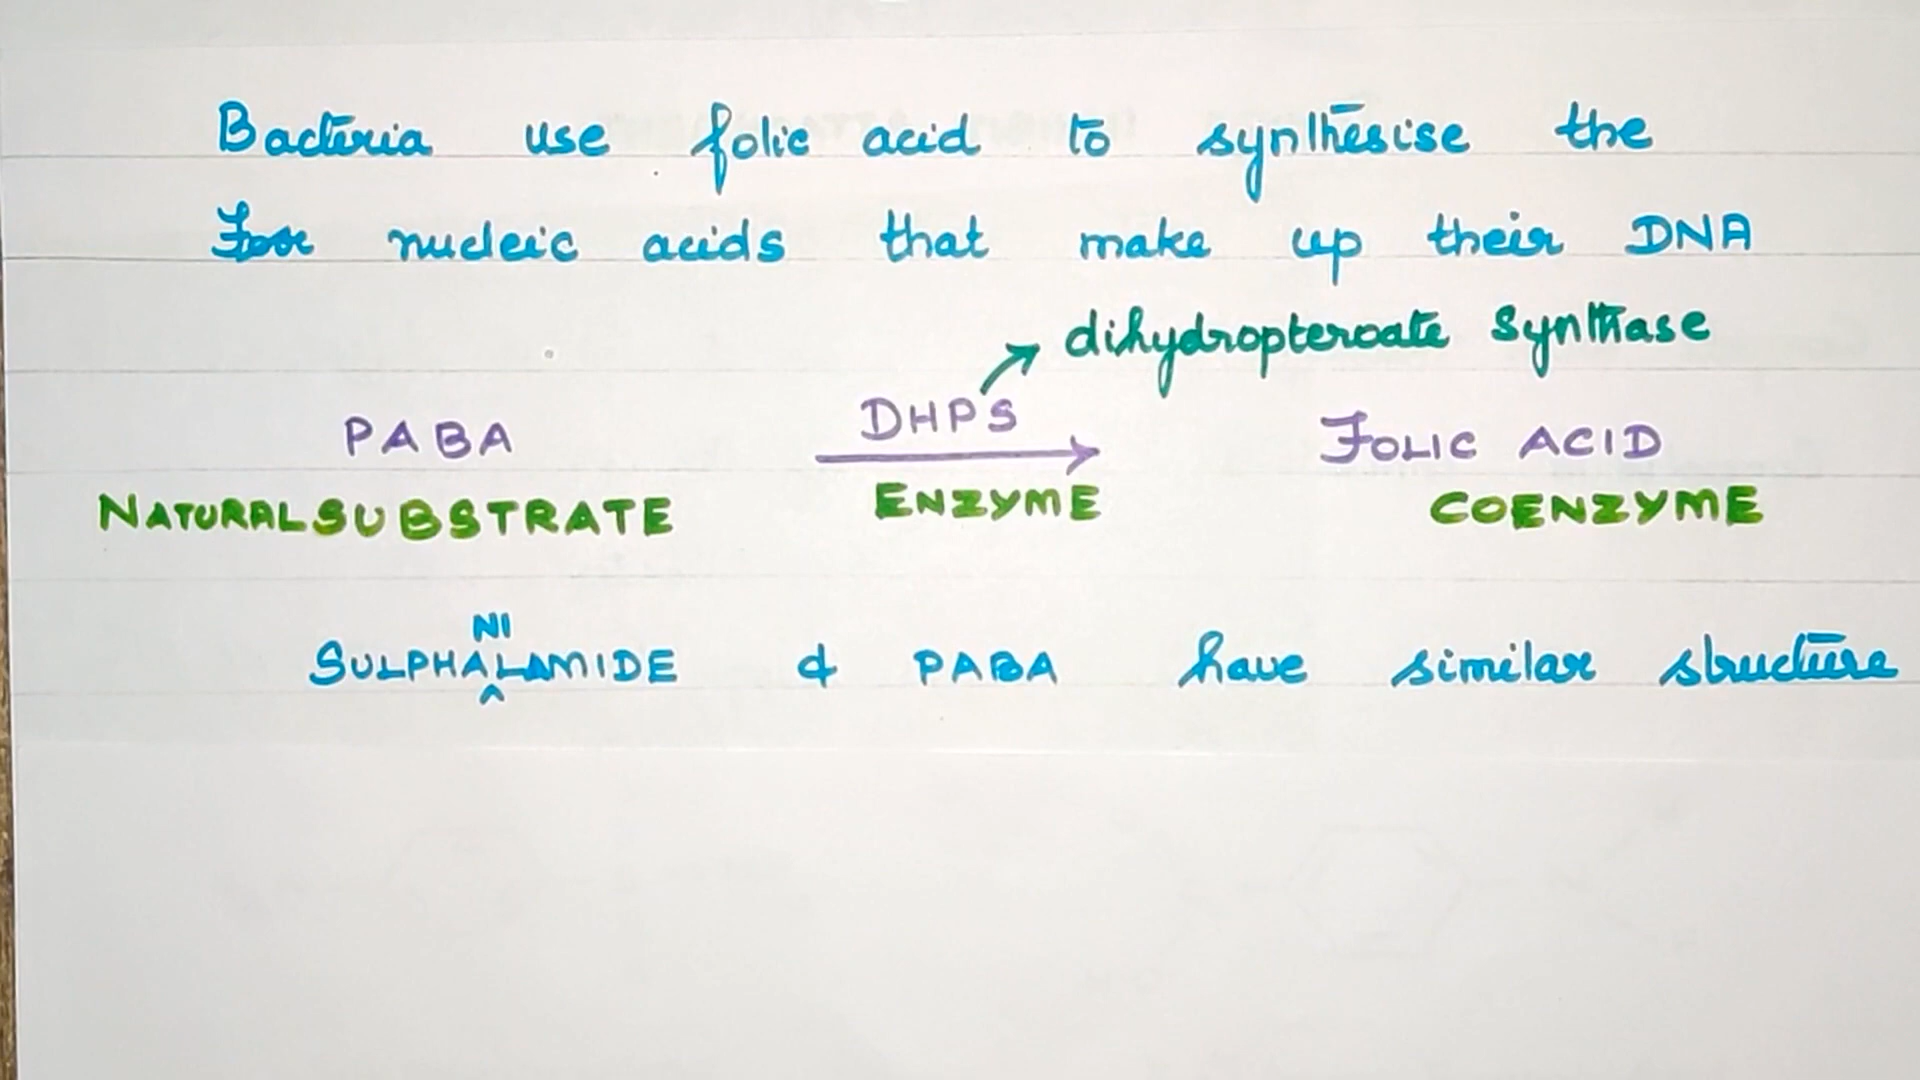 Bacteria use folic acid to synthesise the
For nucleic acids that make up their DNA
dihydropteroate Synthase
DHPS
PABA FOLIC ACID
NATURAL SUBSTRATE ENZYME COENZYME
NI
SULPHALAMIDE & PABA have similar structure